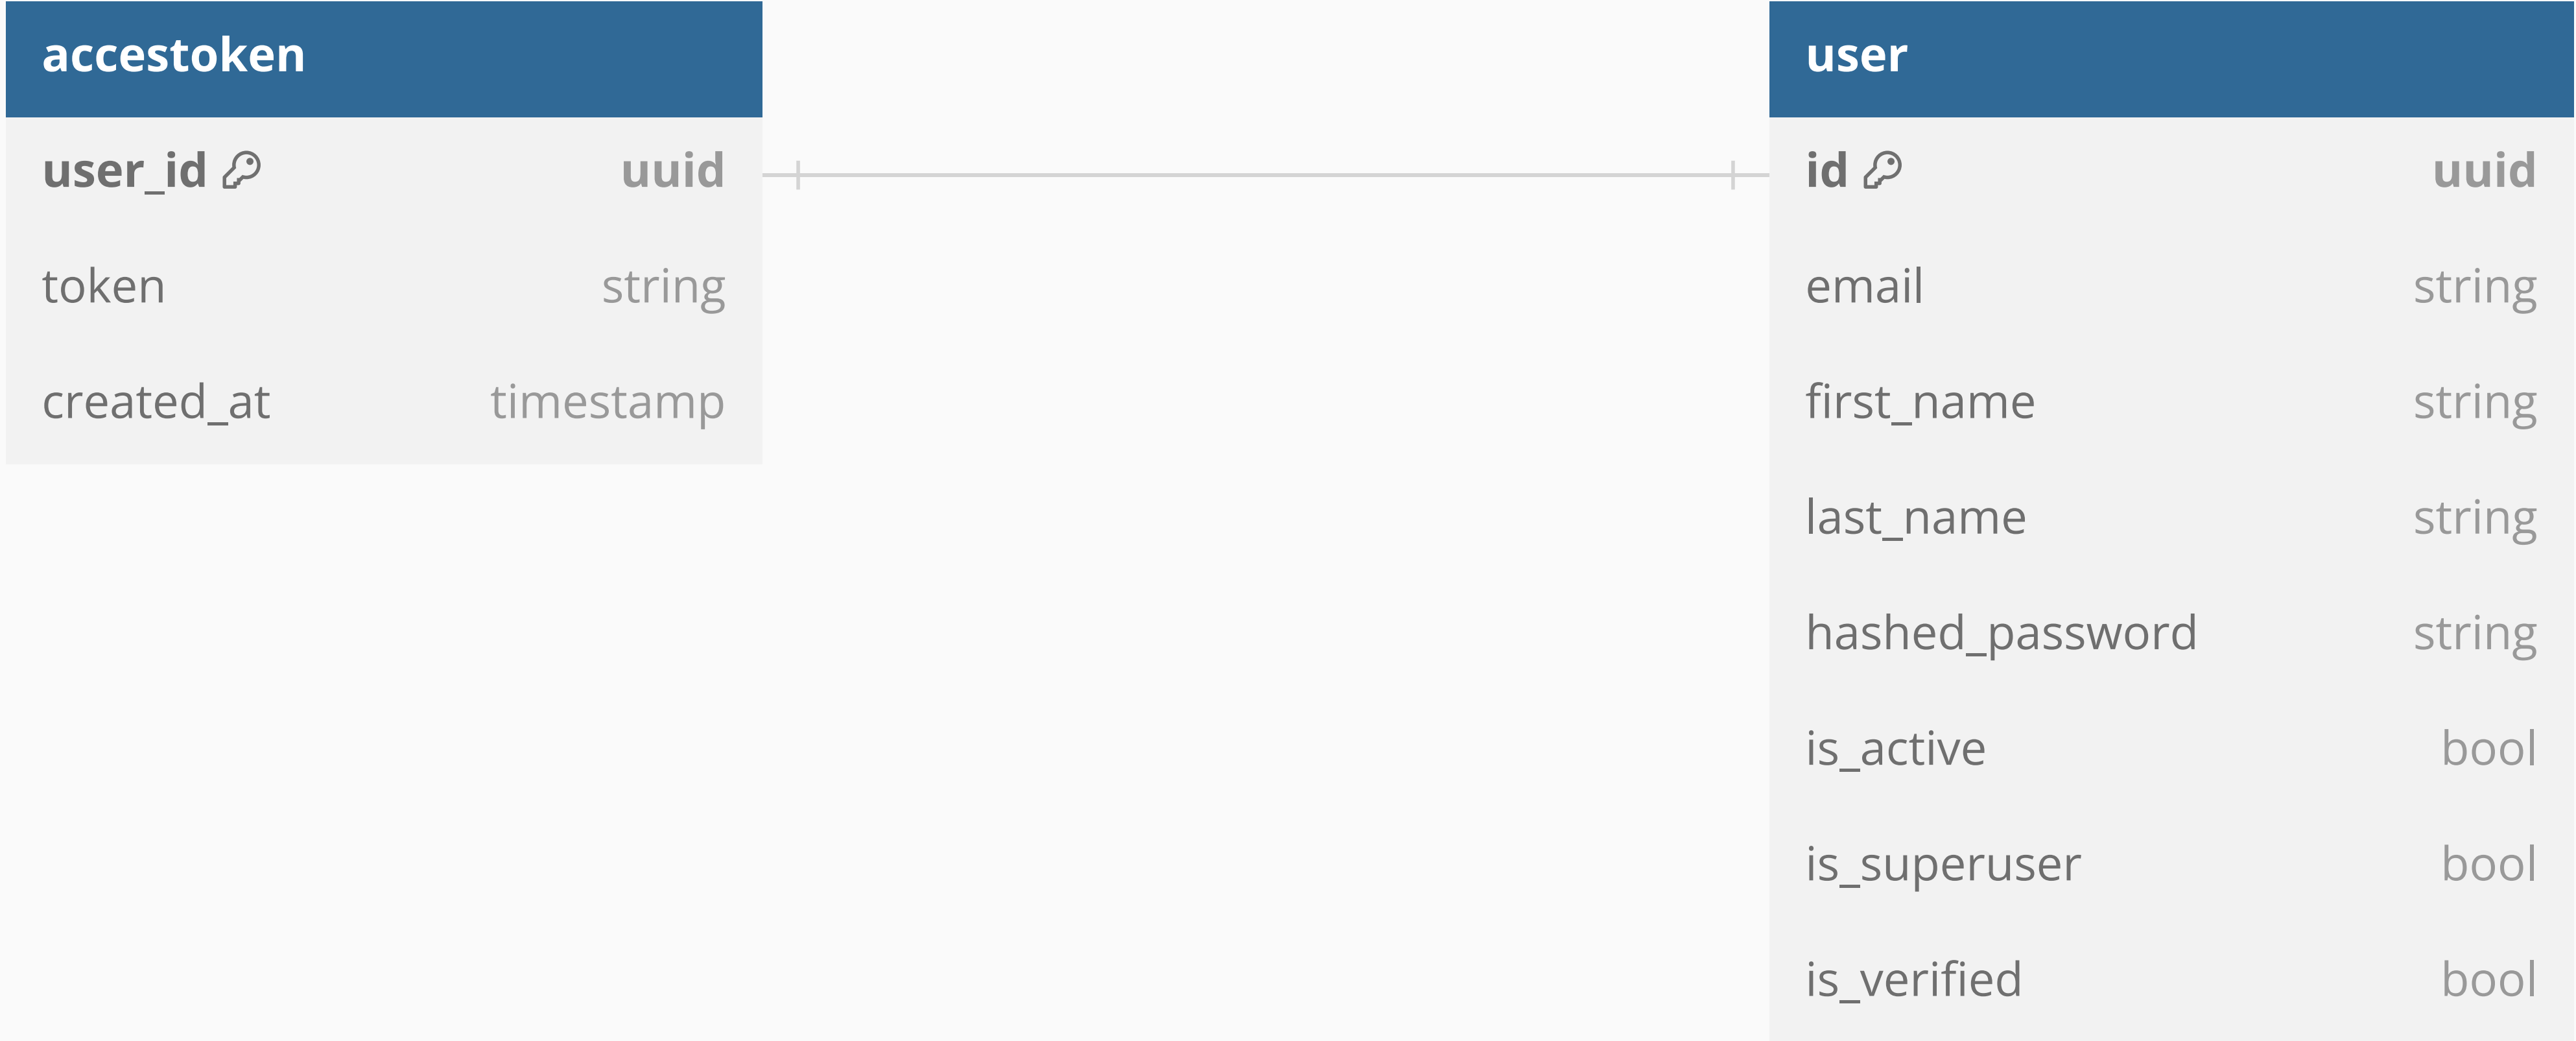 accestoken
user_id uuid
token string
created_at timestamp
user
id uuid
email string
first_name string
last_name string
hashed_password string
is_active bool
is_superuser bool
is_verified bool